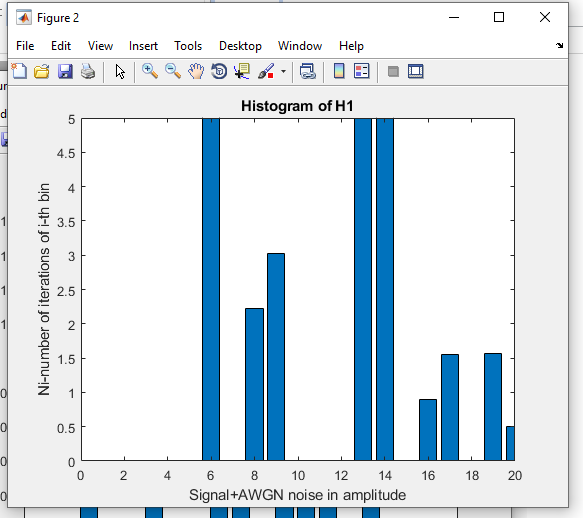 Figure 2
File Edit View Insert Tools Desktop Window Help
Histogram of H1
5
4.5
4
3.5
3
2.5
2
1.5
1
0.5
0
Ni-number of iterations of i-th bin
0 2 4 6 8 10 12 14 16 18 20
Signal+AWGN noise in amplitude